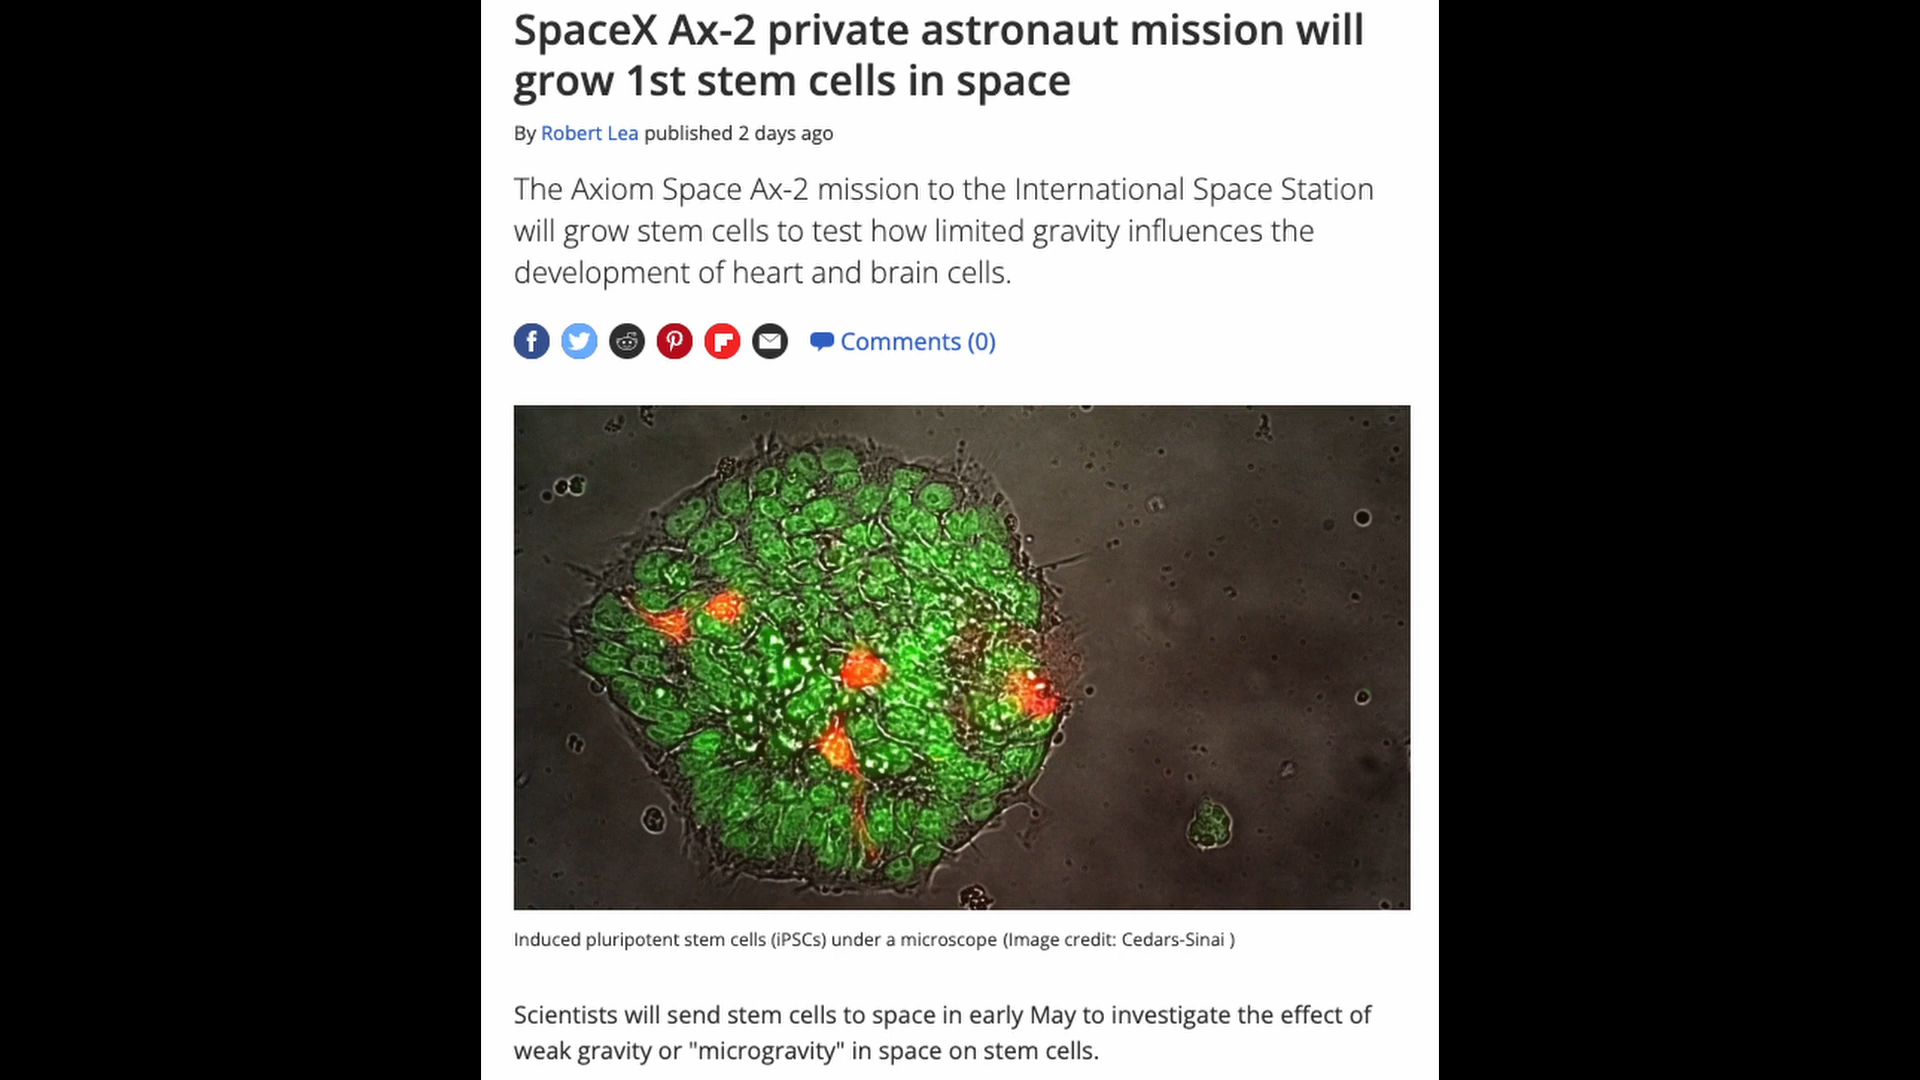 SpaceX Ax-2 private astronaut mission will
grow 1st stem cells in space
By Robert Lea published 2 days ago
The Axiom Space Ax-2 mission to the International Space Station
will grow stem cells to test how limited gravity influences the
development of heart and brain cells.
Comments (0)
Induced pluripotent stem cells (iPSCs) under a microscope (Image credit: Cedars-Sinai )
Scientists will send stem cells to space in early May to investigate the effect of
weak gravity or "microgravity" in space on stem cells.